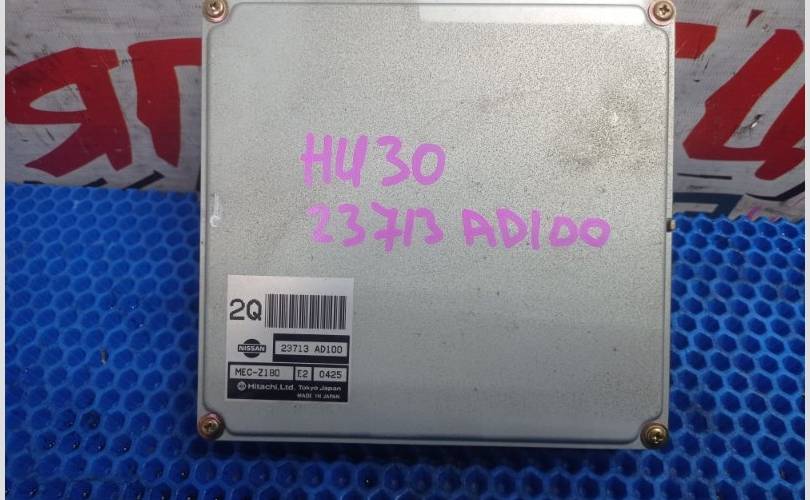 HU30
23713 AD100
2Q
NISSAN 23713 AD100
MEC-Z180 E2 0425
Hitachi, Ltd. Tokyo Japan
MADE IN JAPAN